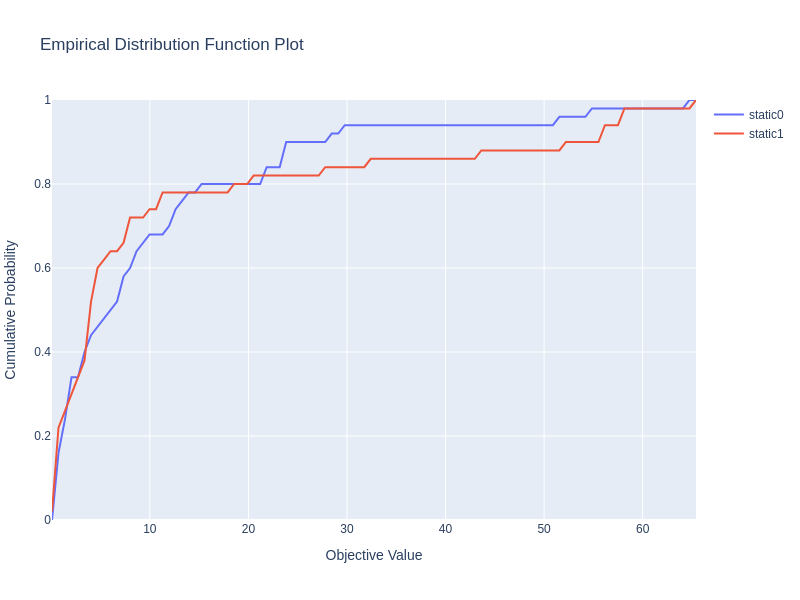 Empirical Distribution Function Plot
static0
static1
1
0.8
0.6
0.4
0.2
0
10
20
30
40
50
60
Cumulative Probability
Objective Value